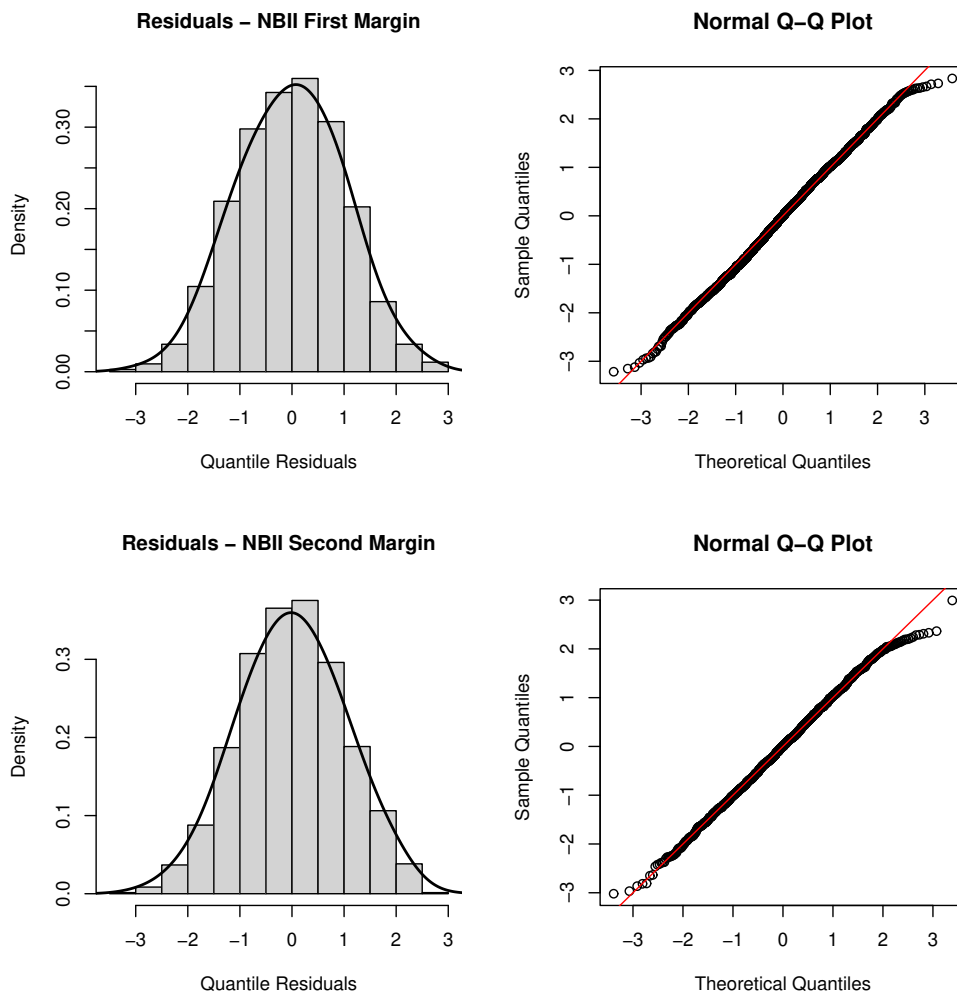 Residuals − NBII First Margin
Density
0.00 0.10 0.20 0.30
−3 −2 −1 0 1 2 3
Quantile Residuals
Normal Q−Q Plot
Sample Quantiles
−3 −2 −1 0 1 2 3
−3 −2 −1 0 1 2 3
Theoretical Quantiles
Residuals − NBII Second Margin
Density
0.0 0.1 0.2 0.3
−3 −2 −1 0 1 2 3
Quantile Residuals
Normal Q−Q Plot
Sample Quantiles
−3 −2 −1 0 1 2 3
−3 −2 −1 0 1 2 3
Theoretical Quantiles